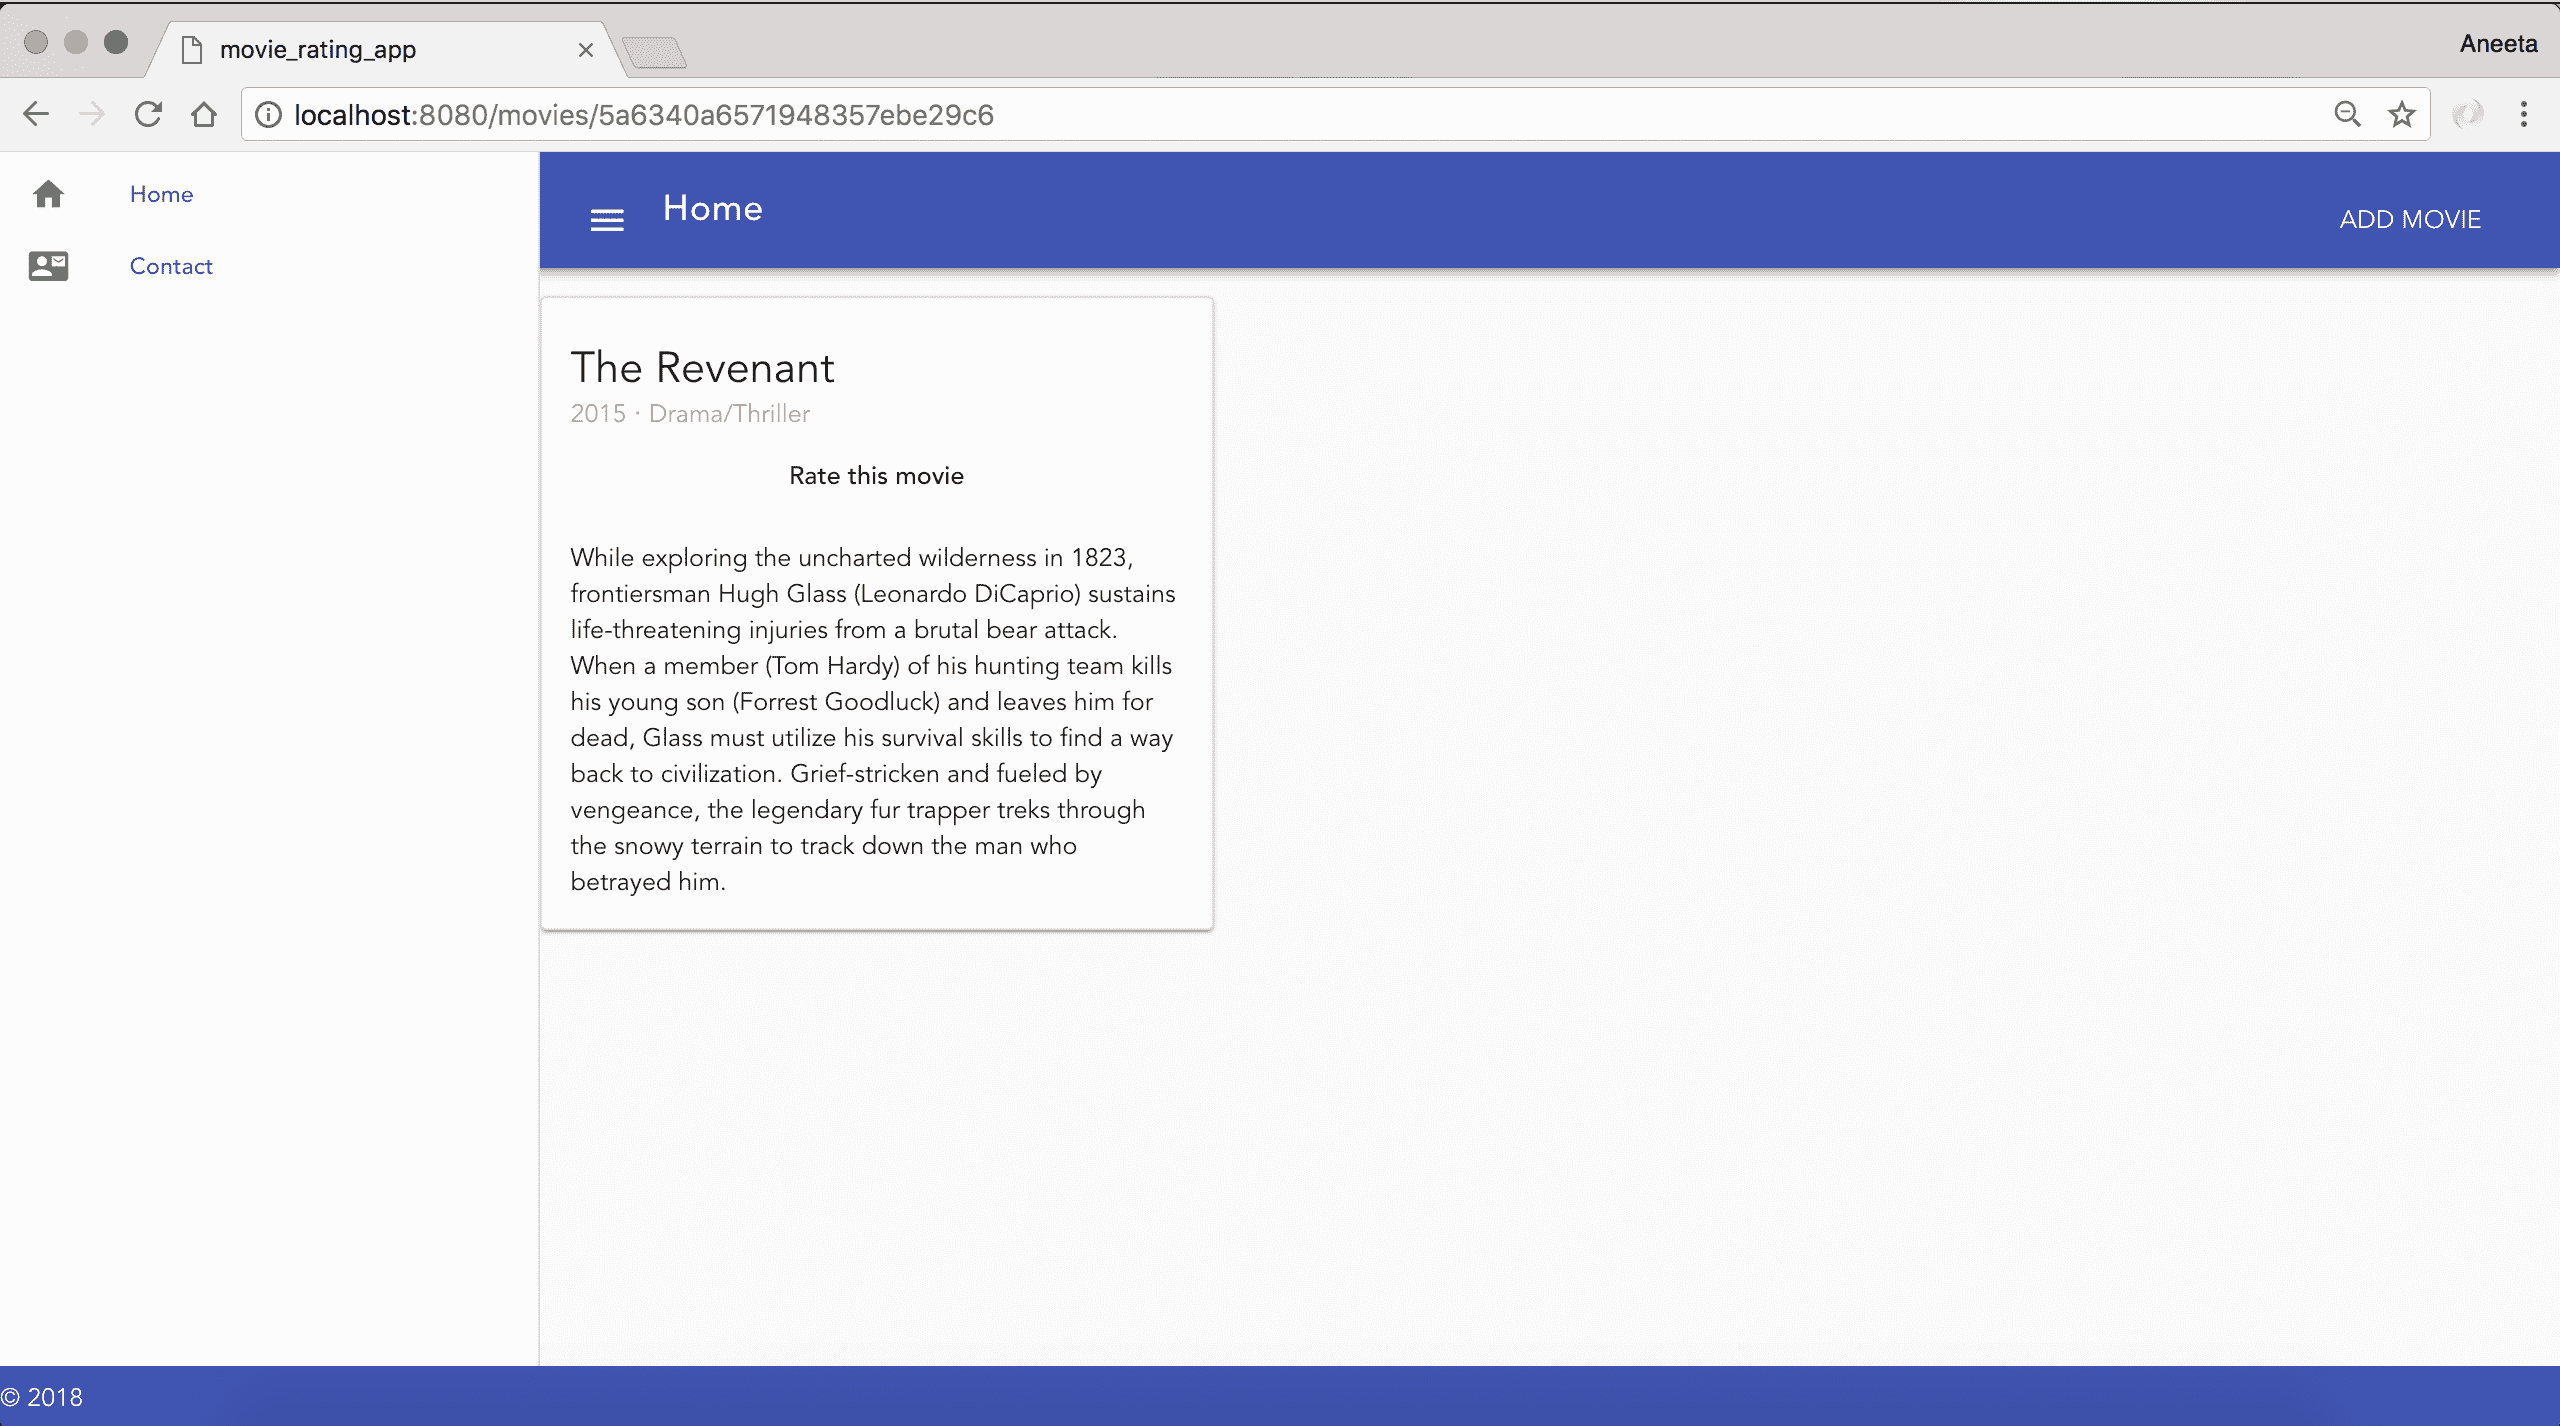 movie_rating_app
Aneeta
localhost:8080/movies/5a6340a6571948357ebe29c6
Home
Contact
Home
ADD MOVIE
The Revenant
2015 · Drama/Thriller
Rate this movie
While exploring the uncharted wilderness in 1823,
frontiersman Hugh Glass (Leonardo DiCaprio) sustains
life-threatening injuries from a brutal bear attack.
When a member (Tom Hardy) of his hunting team kills
his young son (Forrest Goodluck) and leaves him for
dead, Glass must utilize his survival skills to find a way
back to civilization. Grief-stricken and fueled by
vengeance, the legendary fur trapper treks through
the snowy terrain to track down the man who
betrayed him.
© 2018